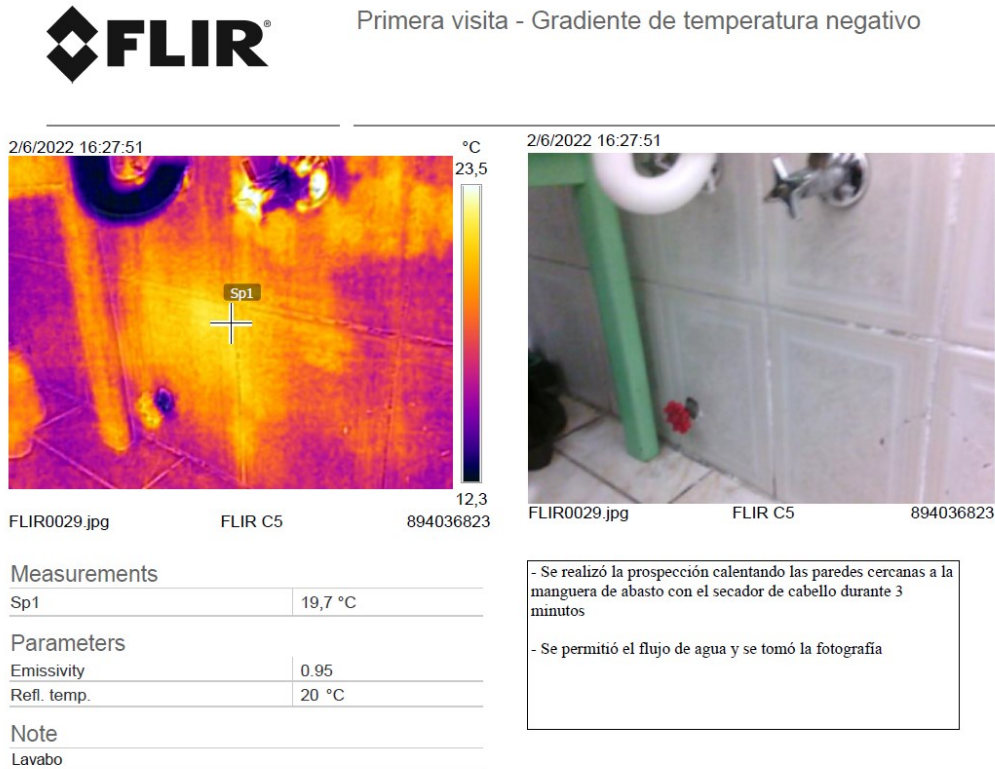 FLIR®
Primera visita - Gradiente de temperatura negativo
2/6/2022 16:27:51
°C
23,5
Sp1
12,3
FLIR0029.jpg FLIR C5 894036823
2/6/2022 16:27:51
FLIR0029.jpg FLIR C5 894036823
Measurements
Sp1 19,7 °C
Parameters
Emissivity 0.95
Refl. temp. 20 °C
Note
Lavabo
- Se realizó la prospección calentando las paredes cercanas a la
manguera de abasto con el secador de cabello durante 3
minutos
- Se permitió el flujo de agua y se tomó la fotografía